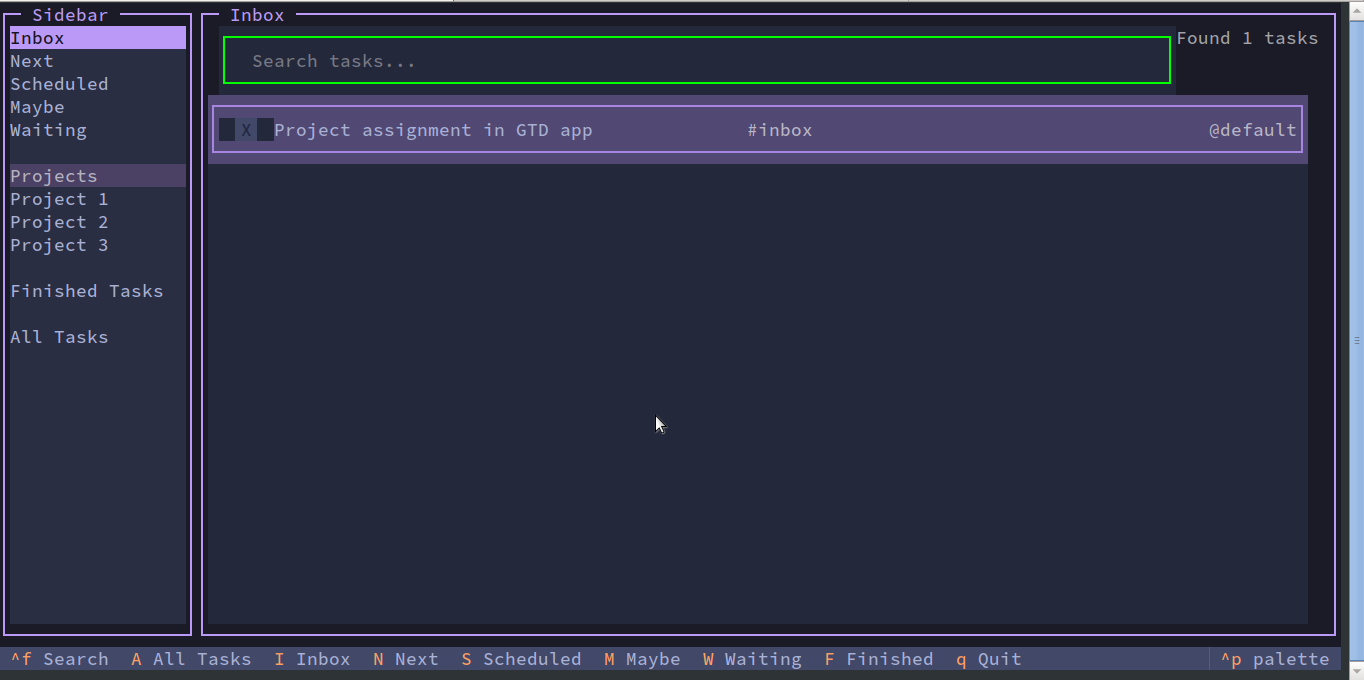 Sidebar
Inbox
Next
Scheduled
Maybe
Waiting
Projects
Project 1
Project 2
Project 3
Finished Tasks
All Tasks
Inbox
Search tasks...
Found 1 tasks
X Project assignment in GTD app #inbox @default
^f Search A All Tasks I Inbox N Next S Scheduled M Maybe W Waiting F Finished q Quit ^p palette